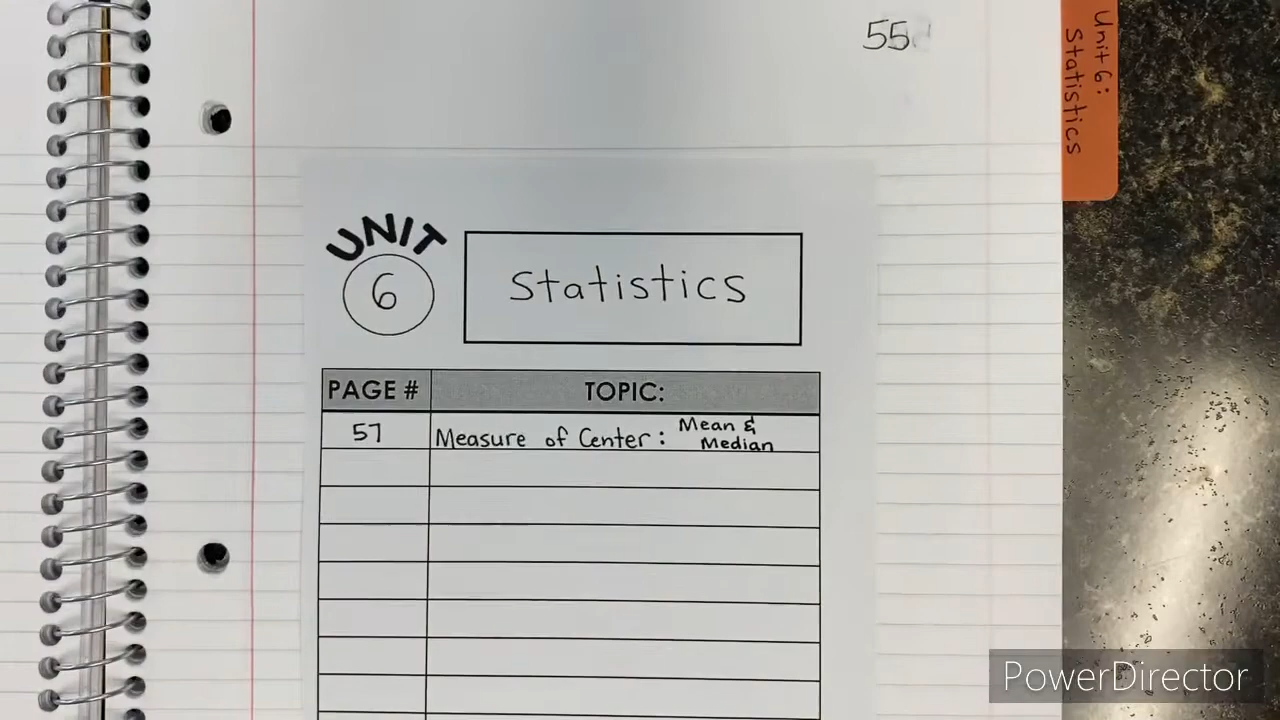 55
Unit 6:
Statistics
UNIT
6
Statistics
PAGE # TOPIC:
57 Measure of Center: Mean &
Median
PowerDirector